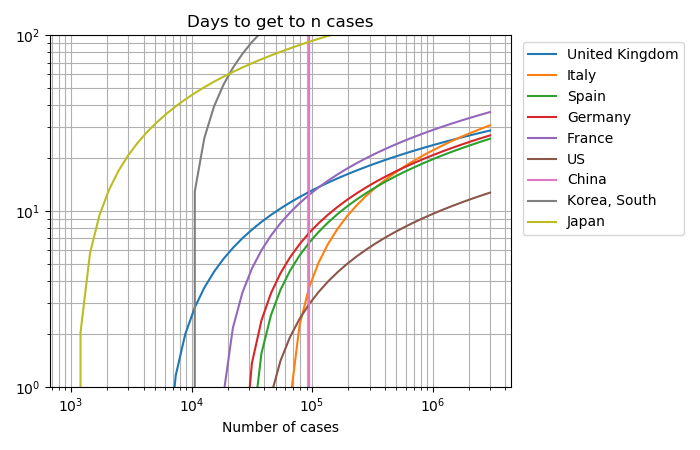 Days to get to n cases
10²
10¹
10⁰
10³
10⁴
10⁵
10⁶
Number of cases
United Kingdom
Italy
Spain
Germany
France
US
China
Korea, South
Japan